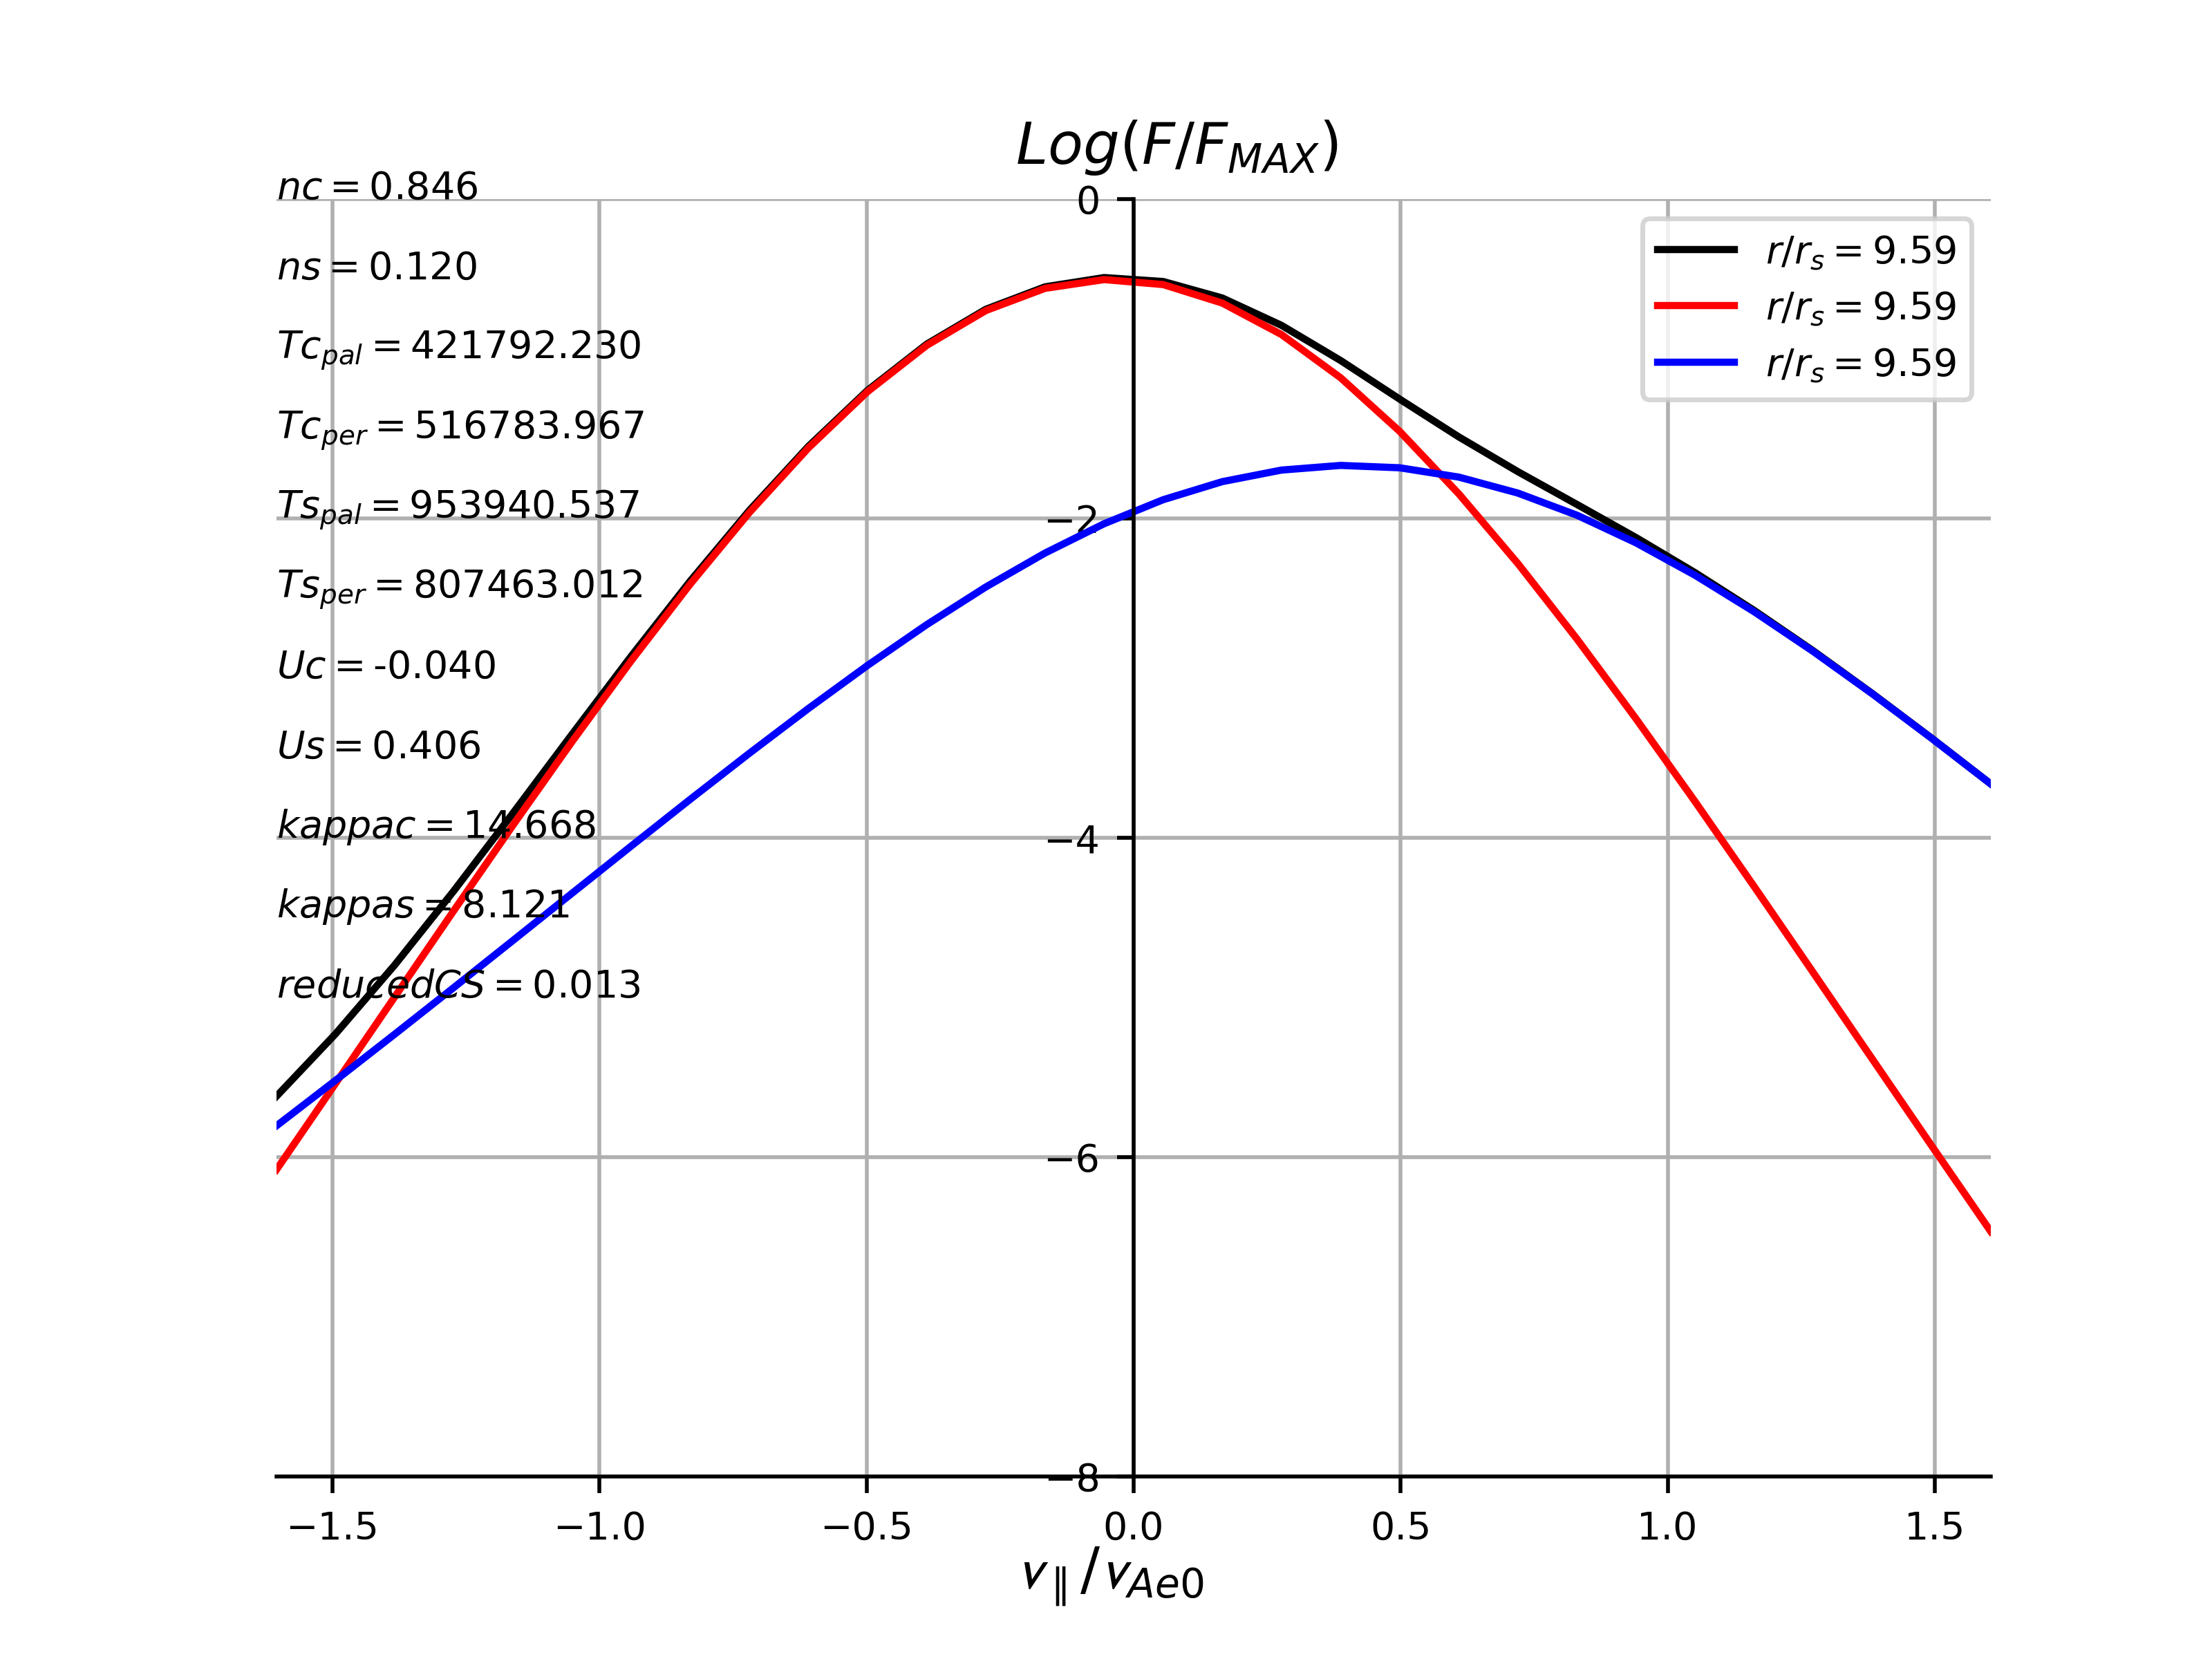 Log(F/F_MAX)
nc = 0.846
ns = 0.120
Tc_pal = 421792.230
Tc_per = 516783.967
Ts_pal = 953940.537
Ts_per = 807463.012
Uc = -0.040
Us = 0.406
kappac = 14.668
kappas = 8.121
reducedCS = 0.013
0
−2
−4
−6
−8
r/r_s = 9.59
r/r_s = 9.59
r/r_s = 9.59
−1.5 −1.0 −0.5 0.0 0.5 1.0 1.5
v_∥/v_Ae0